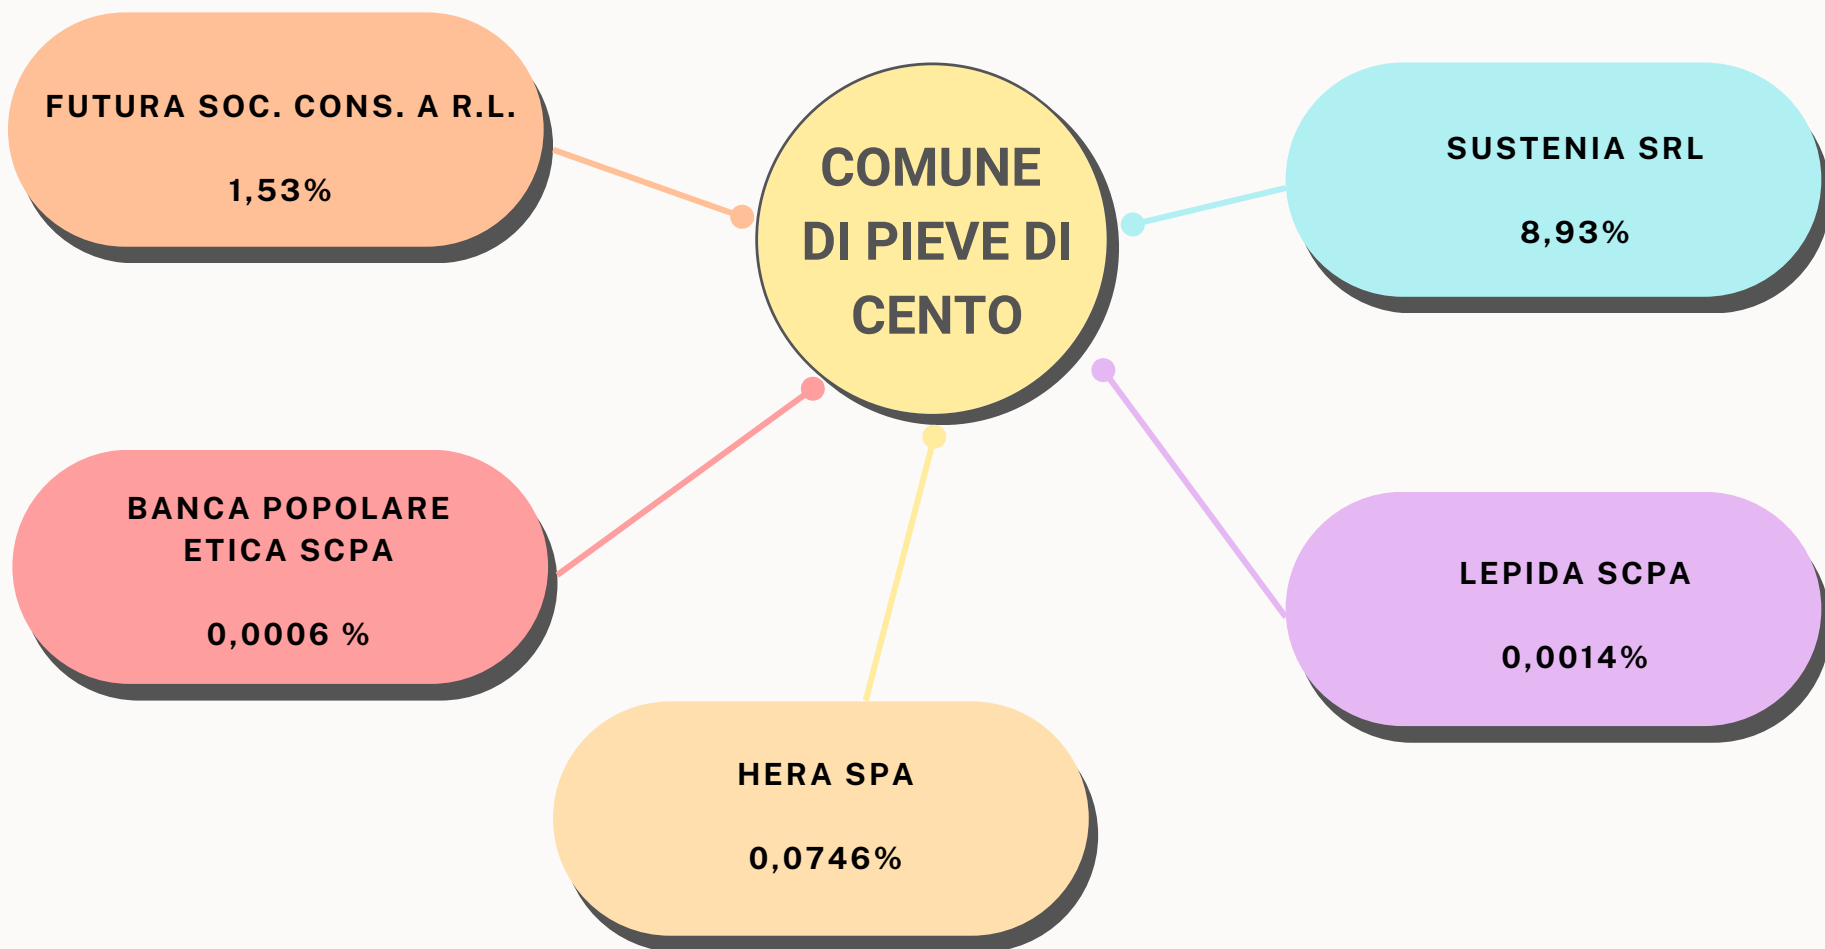 FUTURA SOC. CONS. A R.L.
1,53%
COMUNE
DI PIEVE DI
CENTO
SUSTENIA SRL
8,93%
BANCA POPOLARE
ETICA SCPA
0,0006 %
HERA SPA
0,0746%
LEPIDA SCPA
0,0014%